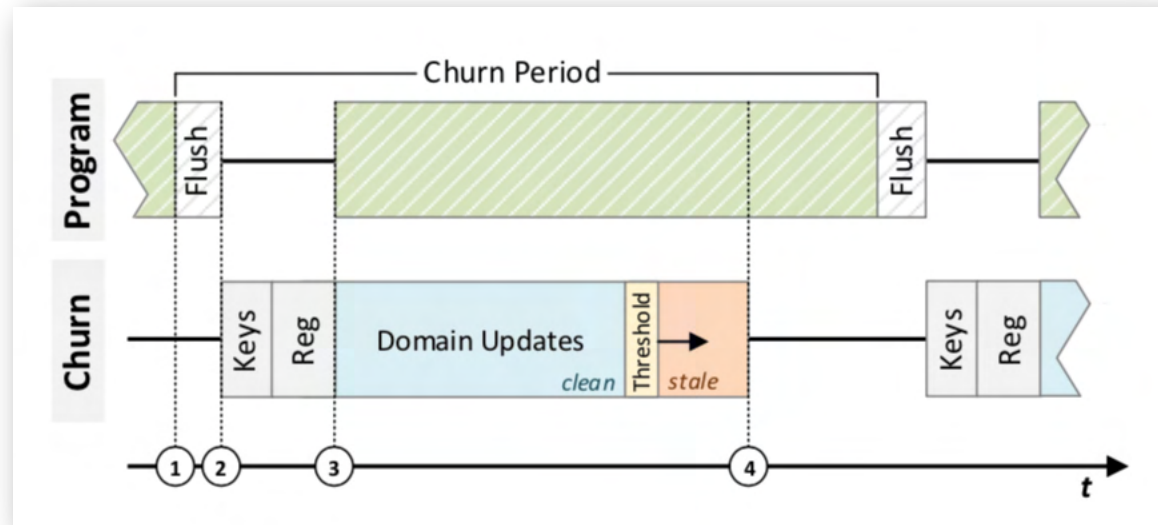 Churn Period
Program
Flush
Flush
Churn
Keys
Reg
Domain Updates
clean
Threshold
stale
Keys
Reg
1
2
3
4
t